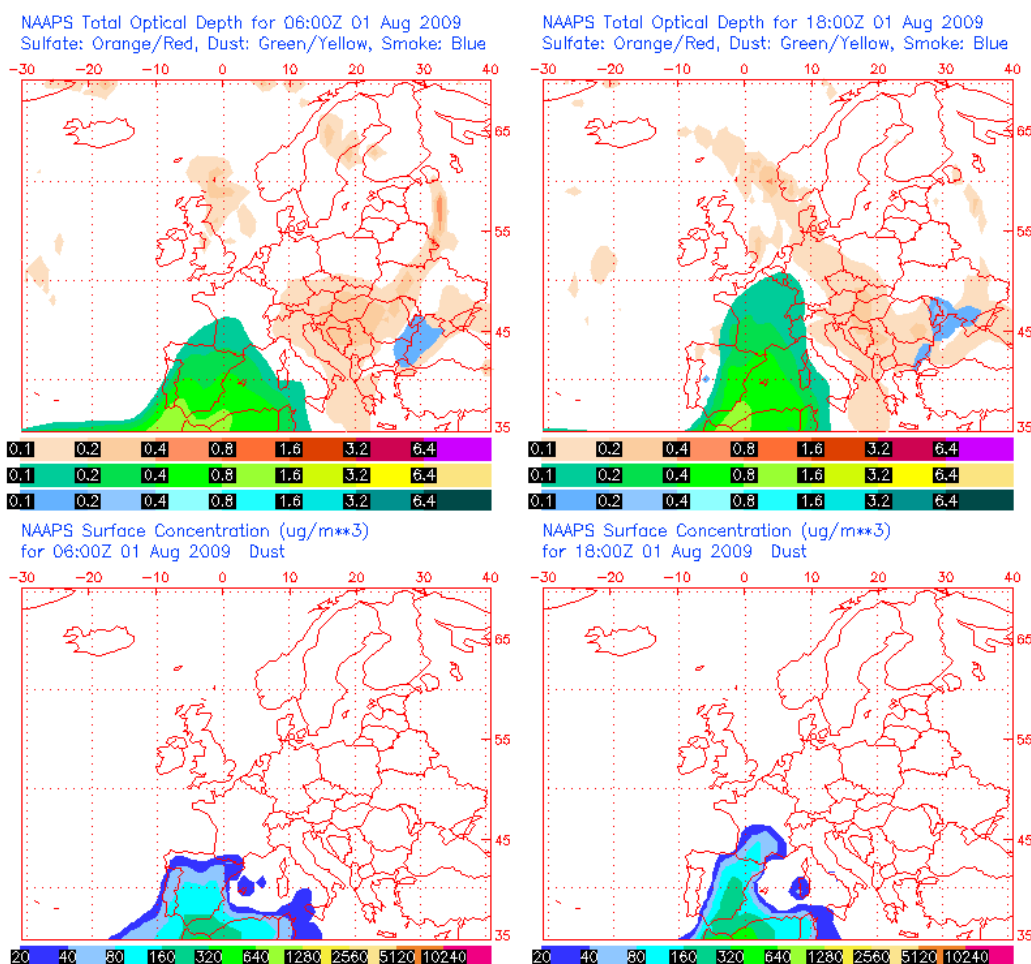 NAAPS Total Optical Depth for 06:00Z 01 Aug 2009
Sulfate: Orange/Red, Dust: Green/Yellow, Smoke: Blue
-30 -20 -10 0 10 20 30 40
65
55
45
35
0.1 0.2 0.4 0.8 1.6 3.2 6.4
0.1 0.2 0.4 0.8 1.6 3.2 6.4
0.1 0.2 0.4 0.8 1.6 3.2 6.4
NAAPS Total Optical Depth for 18:00Z 01 Aug 2009
Sulfate: Orange/Red, Dust: Green/Yellow, Smoke: Blue
-30 -20 -10 0 10 20 30 40
65
55
45
35
0.1 0.2 0.4 0.8 1.6 3.2 6.4
0.1 0.2 0.4 0.8 1.6 3.2 6.4
0.1 0.2 0.4 0.8 1.6 3.2 6.4
NAAPS Surface Concentration (ug/m**3)
for 06:00Z 01 Aug 2009 Dust
-30 -20 -10 0 10 20 30 40
65
55
45
35
20 40 80 160 320 640 1280 2560 5120 10240
NAAPS Surface Concentration (ug/m**3)
for 18:00Z 01 Aug 2009 Dust
-30 -20 -10 0 10 20 30 40
65
55
45
35
20 40 80 160 320 640 1280 2560 5120 10240